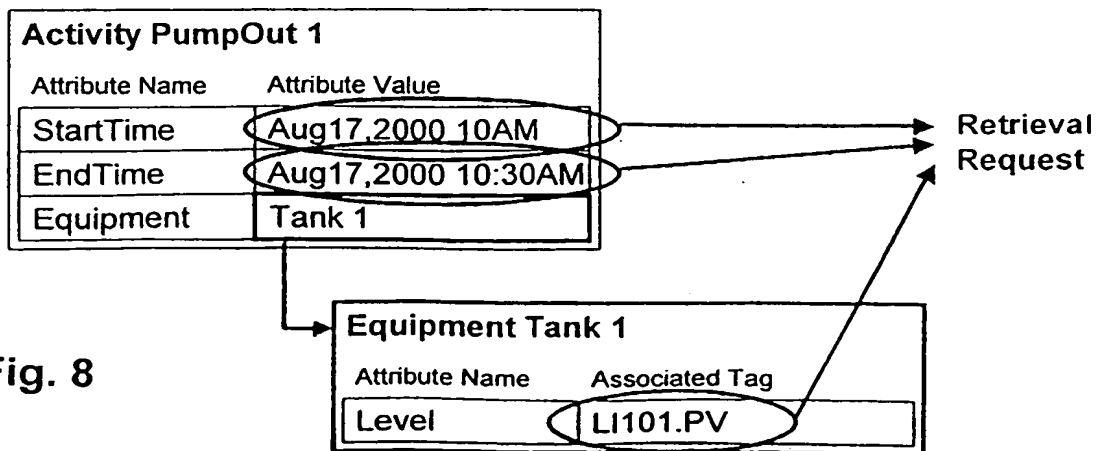 Activity PumpOut 1
Attribute Name Attribute Value
StartTime Aug17,2000 10AM
EndTime Aug17,2000 10:30AM
Equipment Tank 1
Retrieval
Request
Equipment Tank 1
Attribute Name Associated Tag
Level LI101.PV
Fig. 8